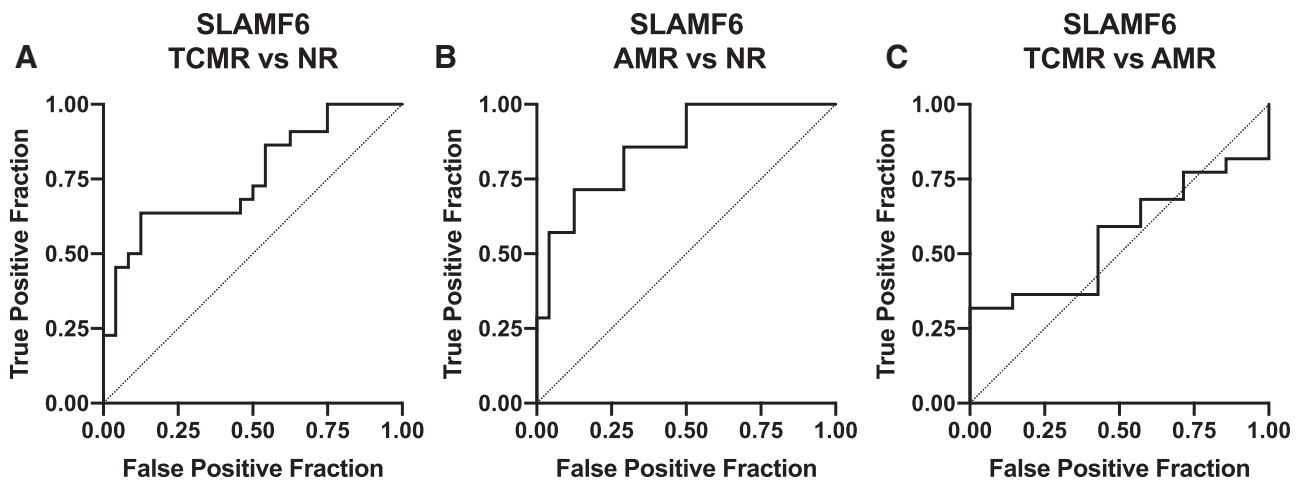 A
SLAMF6
TCMR vs NR
True Positive Fraction
1.00
0.75
0.50
0.25
0.00
0.00 0.25 0.50 0.75 1.00
False Positive Fraction
B
SLAMF6
AMR vs NR
True Positive Fraction
1.00
0.75
0.50
0.25
0.00
0.00 0.25 0.50 0.75 1.00
False Positive Fraction
C
SLAMF6
TCMR vs AMR
True Positive Fraction
1.00
0.75
0.50
0.25
0.00
0.00 0.25 0.50 0.75 1.00
False Positive Fraction